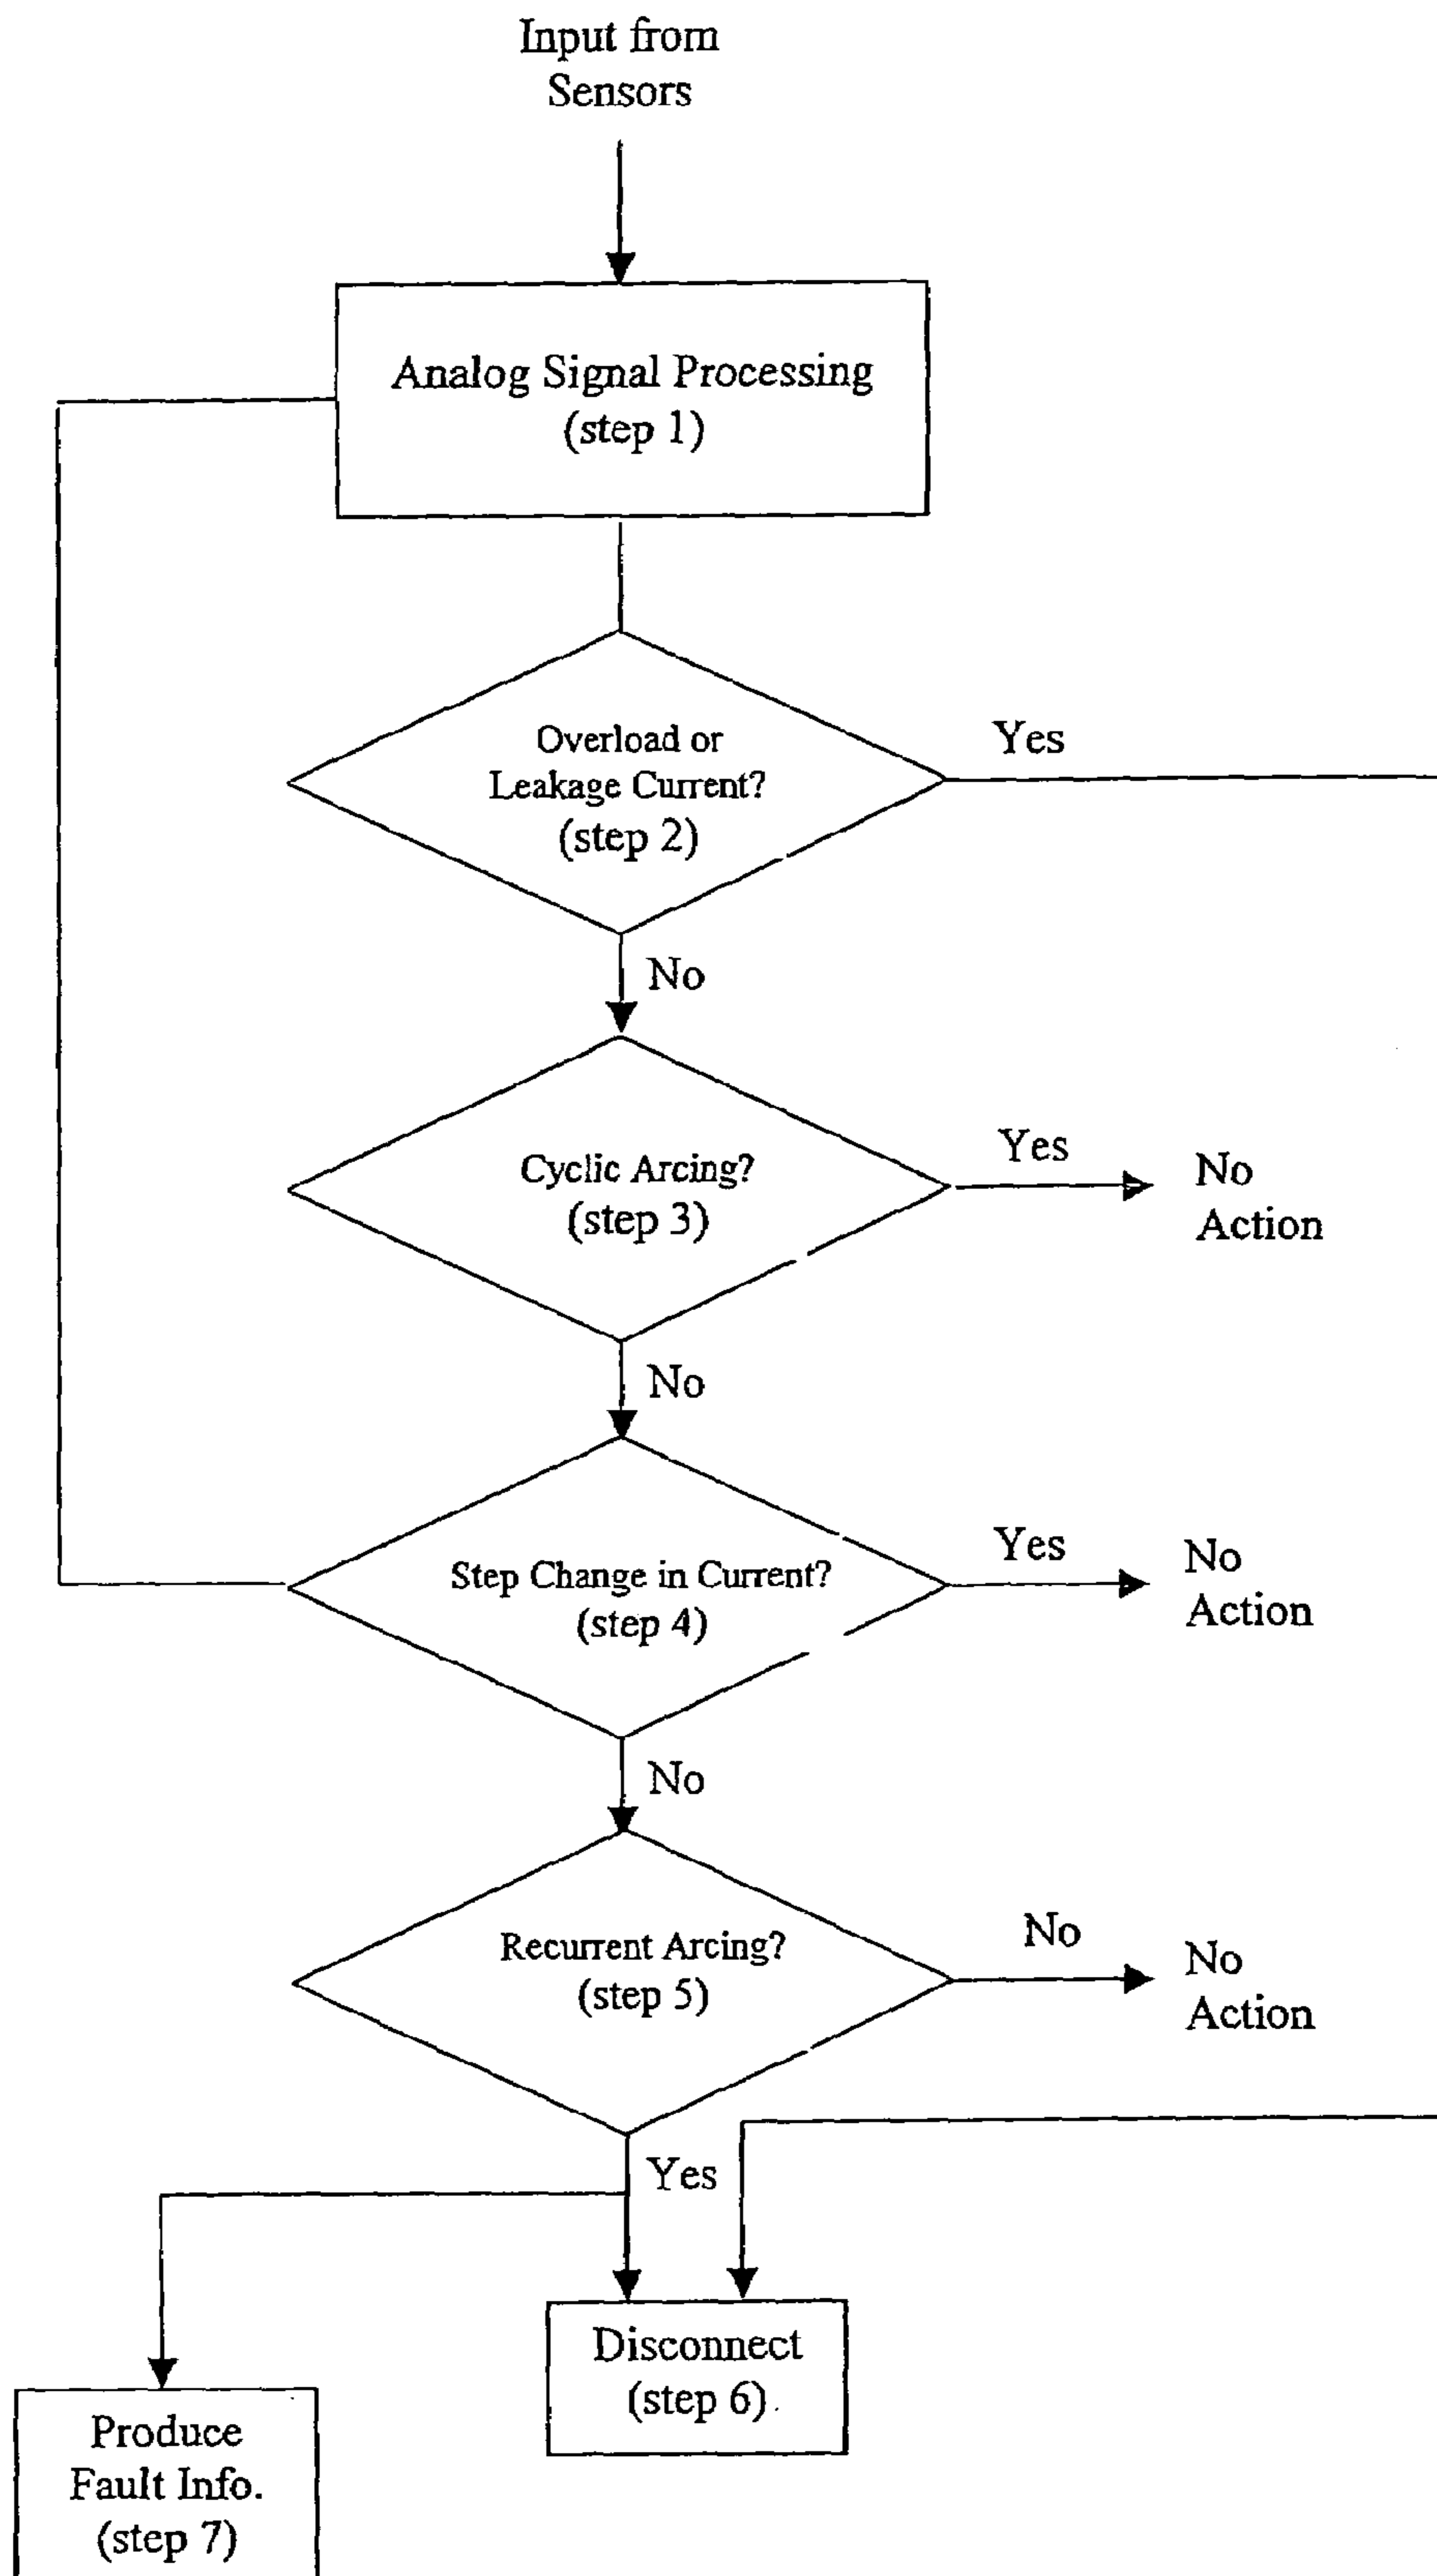 Input from
Sensors
Analog Signal Processing
(step 1)
Overload or
Leakage Current?
(step 2)
Yes
No
Cyclic Arcing?
(step 3)
Yes
No
Action
No
Step Change in Current?
(step 4)
Yes
No
Action
No
Recurrent Arcing?
(step 5)
No
No
Action
Yes
Disconnect
(step 6)
Produce
Fault Info.
(step 7)